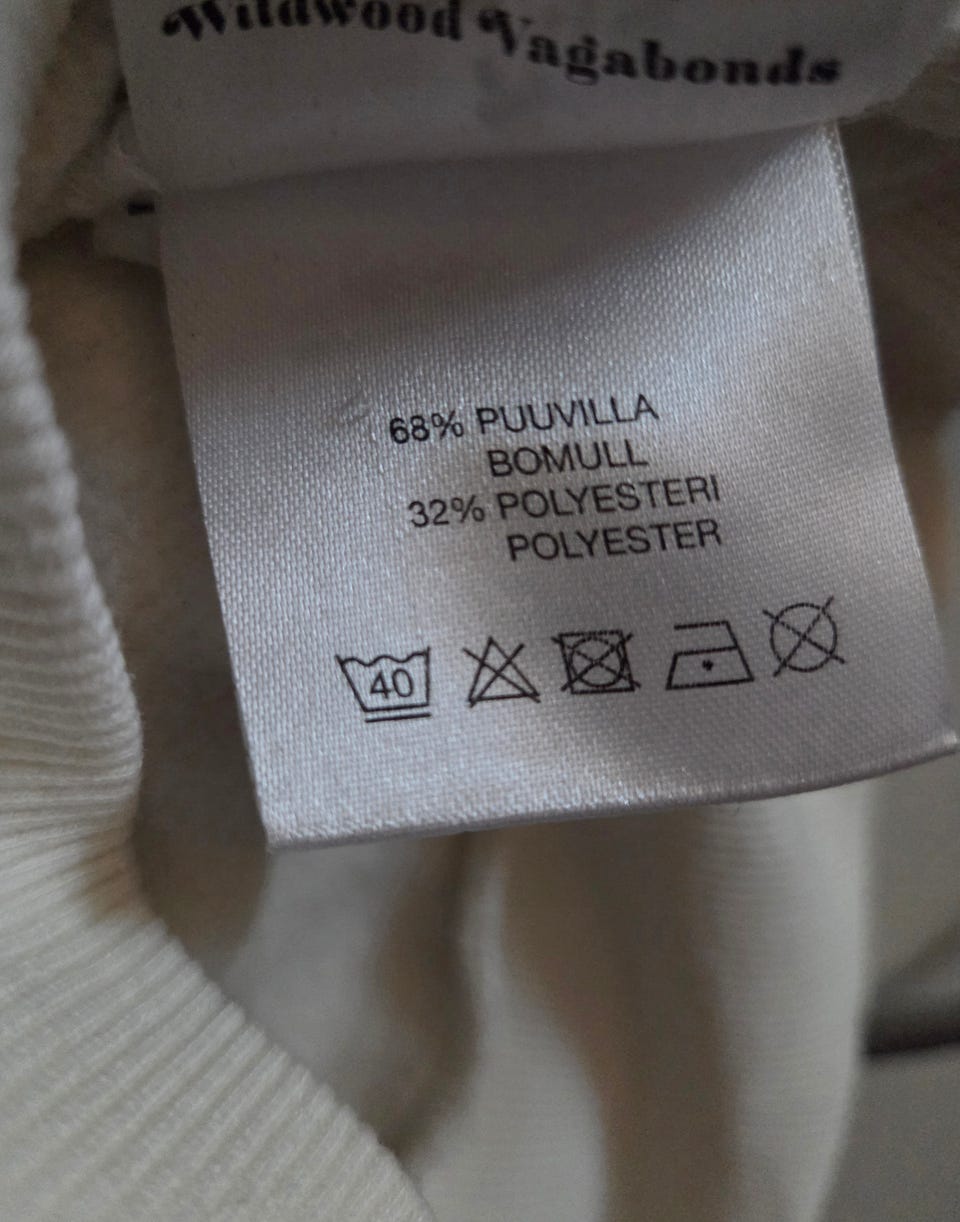 Wildwood Vagabonds
68% PUUVILLA
BOMULL
32% POLYESTERI
POLYESTER
40